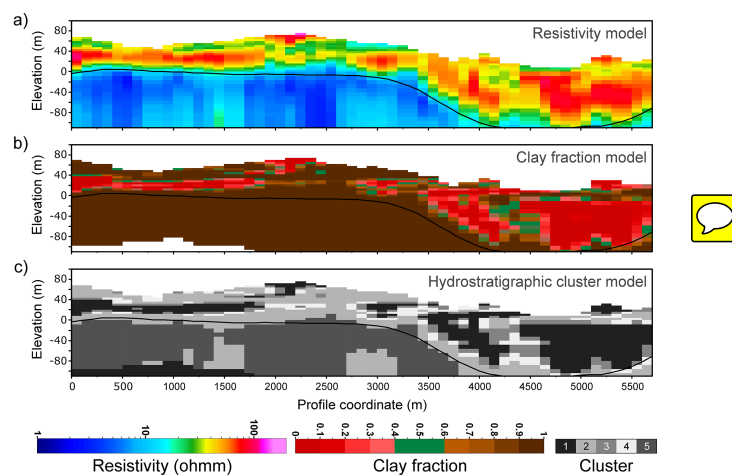 a)
Resistivity model
80
40
0
-40
-80
Elevation (m)
b)
Clay fraction model
80
40
0
-40
-80
Elevation (m)
c)
Hydrostratigraphic cluster model
80
40
0
-40
-80
Elevation (m)
0 500 1000 1500 2000 2500 3000 3500 4000 4500 5000 5500
Profile coordinate (m)
1 10 100
Resistivity (ohmm)
0 0.1 0.2 0.3 0.4 0.5 0.6 0.7 0.8 0.9 1
Clay fraction
1 2 3 4 5
Cluster